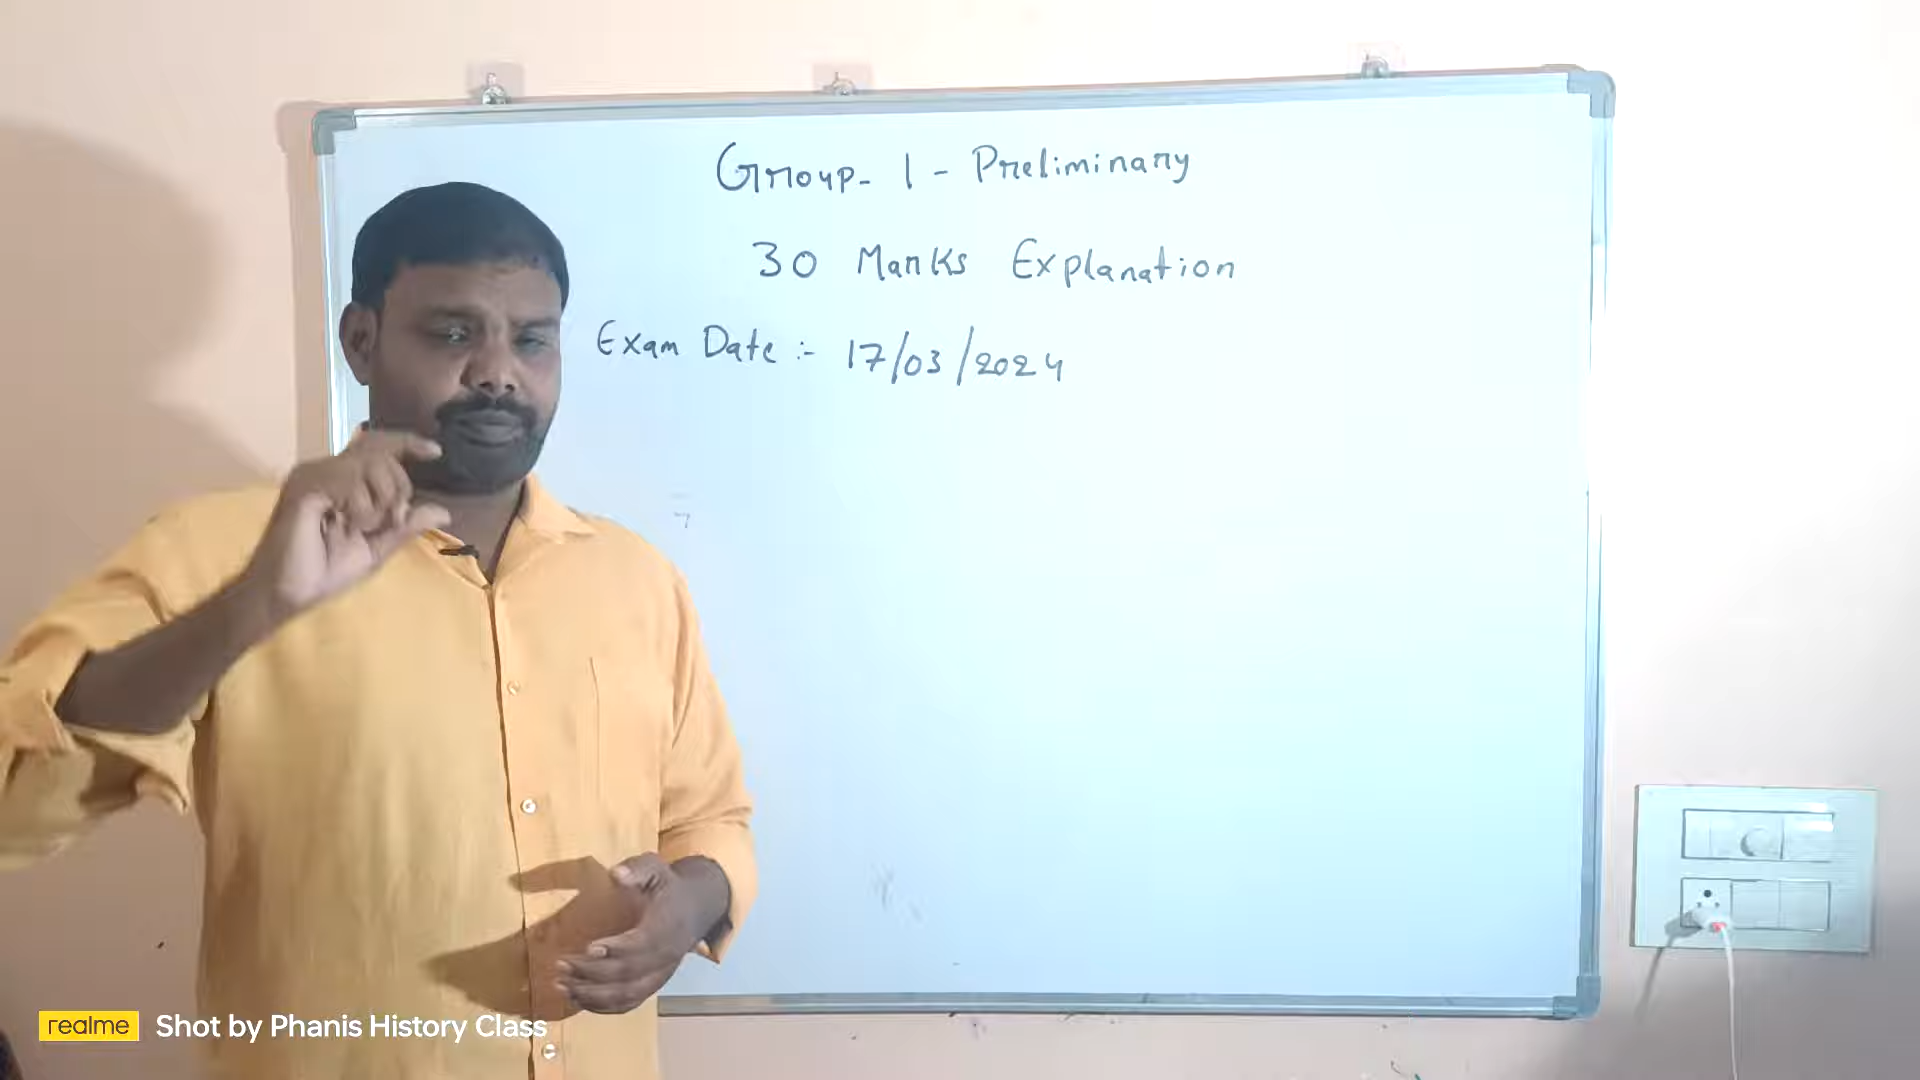 Group- 1 - Preliminary
30 Marks Explanation
Exam Date :- 17/03/2024
realme Shot by Phanis History Class